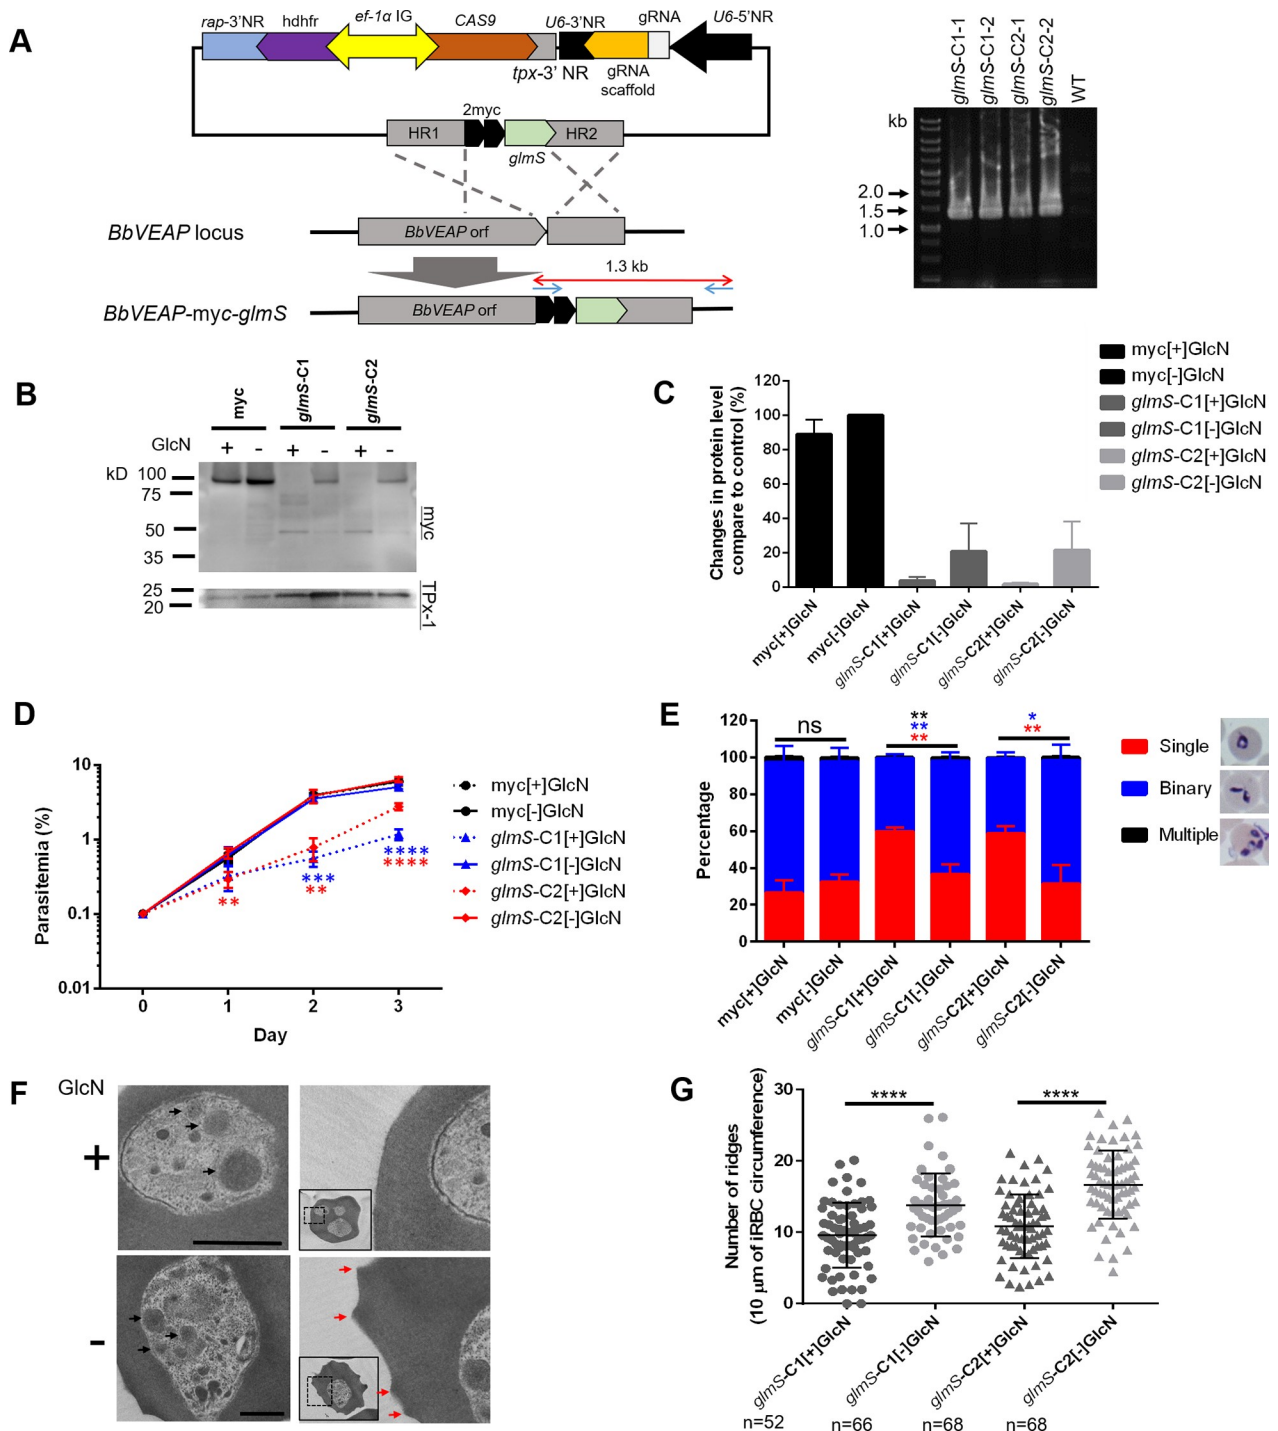 A
rap-3'NR
hdhfr
ef-1α IG
CAS9
U6-3'NR
gRNA
U6-5'NR
tpx-3' NR
gRNA
scaffold
2myc
HR1
HR2
glmS
BbVEAP locus
BbVEAP orf
1.3 kb
BbVEAP-myc-glmS
BbVEAP orf
glmS-C1-1
glmS-C1-2
glmS-C2-1
glmS-C2-2
WT
kb
2.0
1.5
1.0
B
myc
glmS-C1
glmS-C2
GlcN
+ - + - + -
kD
100
75
50
35
25
20
myc
TPx-1
C
Changes in protein level
compare to control (%)
120
100
80
60
40
20
0
myc[+]GlcN
myc[-]GlcN
glmS-C1[+]GlcN
glmS-C1[-]GlcN
glmS-C2[+]GlcN
glmS-C2[-]GlcN
myc[+]GlcN
myc[-]GlcN
glmS-C1[+]GlcN
glmS-C1[-]GlcN
glmS-C2[+]GlcN
glmS-C2[-]GlcN
D
Parasitemia (%)
10
1
0.1
0.01
0 1 2 3
Day
**
***
**
****
****
myc[+]GlcN
myc[-]GlcN
glmS-C1[+]GlcN
glmS-C1[-]GlcN
glmS-C2[+]GlcN
glmS-C2[-]GlcN
E
Percentage
120
100
80
60
40
20
0
ns
**
**
**
*
**
myc[+]GlcN
myc[-]GlcN
glmS-C1[+]GlcN
glmS-C1[-]GlcN
glmS-C2[+]GlcN
glmS-C2[-]GlcN
Single
Binary
Multiple
F
GlcN
+
-
G
Number of ridges
(10 µm of iRBC circumference)
30
20
10
0
****
****
glmS-C1[+]GlcN
glmS-C1[-]GlcN
glmS-C2[+]GlcN
glmS-C2[-]GlcN
n=52
n=66
n=68
n=68